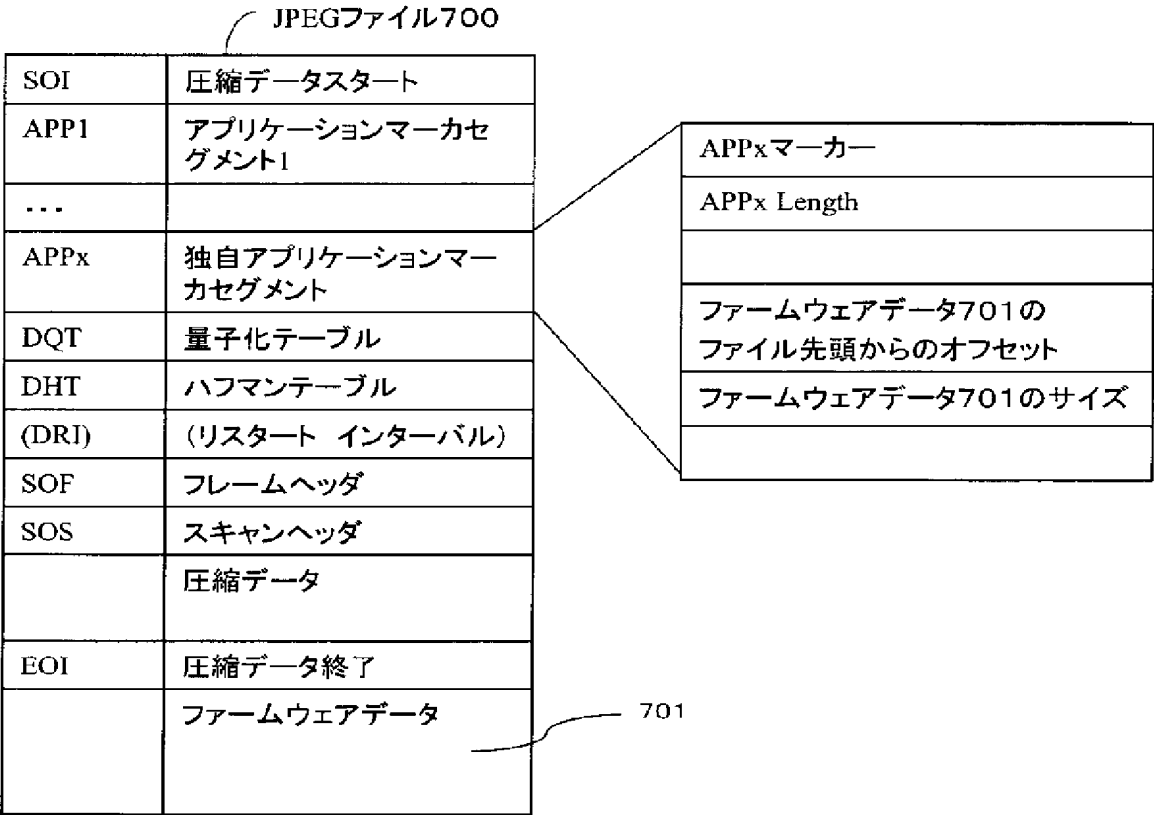 JPEGファイル700
SOI 圧縮データスタート
APP1 アプリケーションマーカセ
グメント1
...
APPx 独自アプリケーションマー
カセグメント
DQT 量子化テーブル
DHT ハフマンテーブル
(DRI) (リスタート インターバル)
SOF フレームヘッダ
SOS スキャンヘッダ
圧縮データ
EOI 圧縮データ終了
ファームウェアデータ
701
APPxマーカー
APPx Length
ファームウェアデータ701の
ファイル先頭からのオフセット
ファームウェアデータ701のサイズ